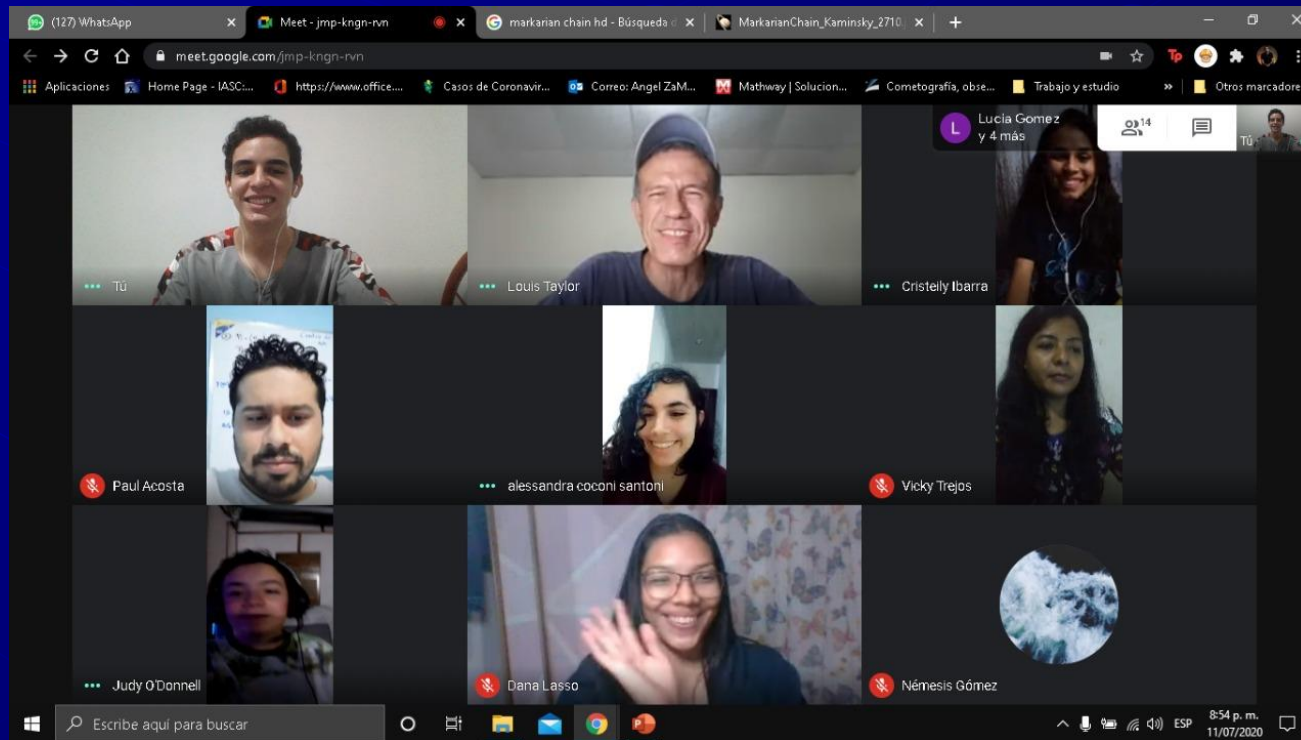 (127) WhatsApp
Meet - jmp-kngn-rvn
markarian chain hd - Búsqueda d
MarkarianChain_Kaminsky_2710.
meet.google.com/jmp-kngn-rvn
Aplicaciones
Home Page - IASC:...
https://www.office....
Casos de Coronavir...
Correo: Angel ZaM...
Mathway | Solucion...
Cometografía, obse...
Trabajo y estudio
»
Otros marcadores
L
Lucia Gomez
y 4 más
14
Tú
Tú
Louis Taylor
Cristeily Ibarra
Paul Acosta
alessandra coconi santoni
Vicky Trejos
Judy O'Donnell
Dana Lasso
Némesis Gómez
Escribe aquí para buscar
ESP
8:54 p. m.
11/07/2020